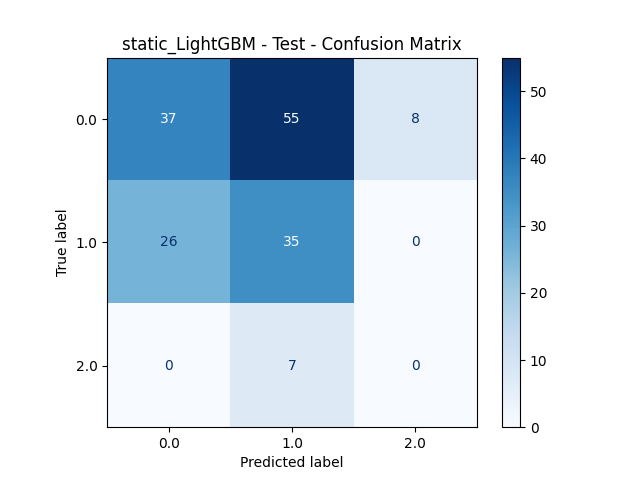 static_LightGBM - Test - Confusion Matrix
True label
0.0 37 55 8
1.0 26 35 0
2.0 0 7 0
0.0 1.0 2.0
Predicted label
50
40
30
20
10
0